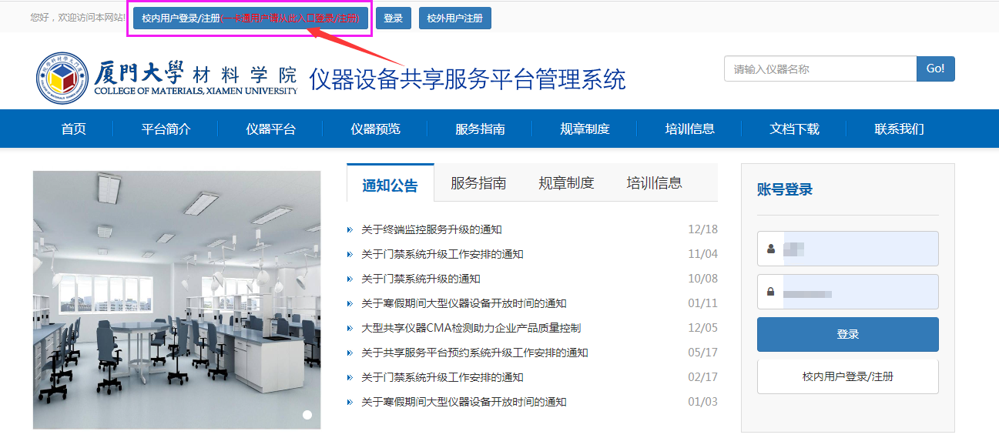 您好，欢迎访问本网站!
校内用户登录/注册(一卡通用户请从此入口登录/注册)
登录
校外用户注册
厦門大學 材料学院
COLLEGE OF MATERIALS, XIAMEN UNIVERSITY
仪器设备共享服务平台管理系统
请输入仪器名称
Go!
首页 平台简介 仪器平台 仪器预览 服务指南 规章制度 培训信息 文档下载 联系我们
通知公告 服务指南 规章制度 培训信息
关于终端监控服务升级的通知 12/18
关于门禁系统升级工作安排的通知 11/04
关于门禁系统升级的通知 10/08
关于寒假期间大型仪器设备开放时间的通知 01/11
大型共享仪器CMA检测助力企业产品质量控制 12/05
关于共享服务平台预约系统升级工作安排的通知 05/17
关于门禁系统升级工作安排的通知 02/17
关于寒假期间大型仪器设备开放时间的通知 01/03
账号登录
登录
校内用户登录/注册